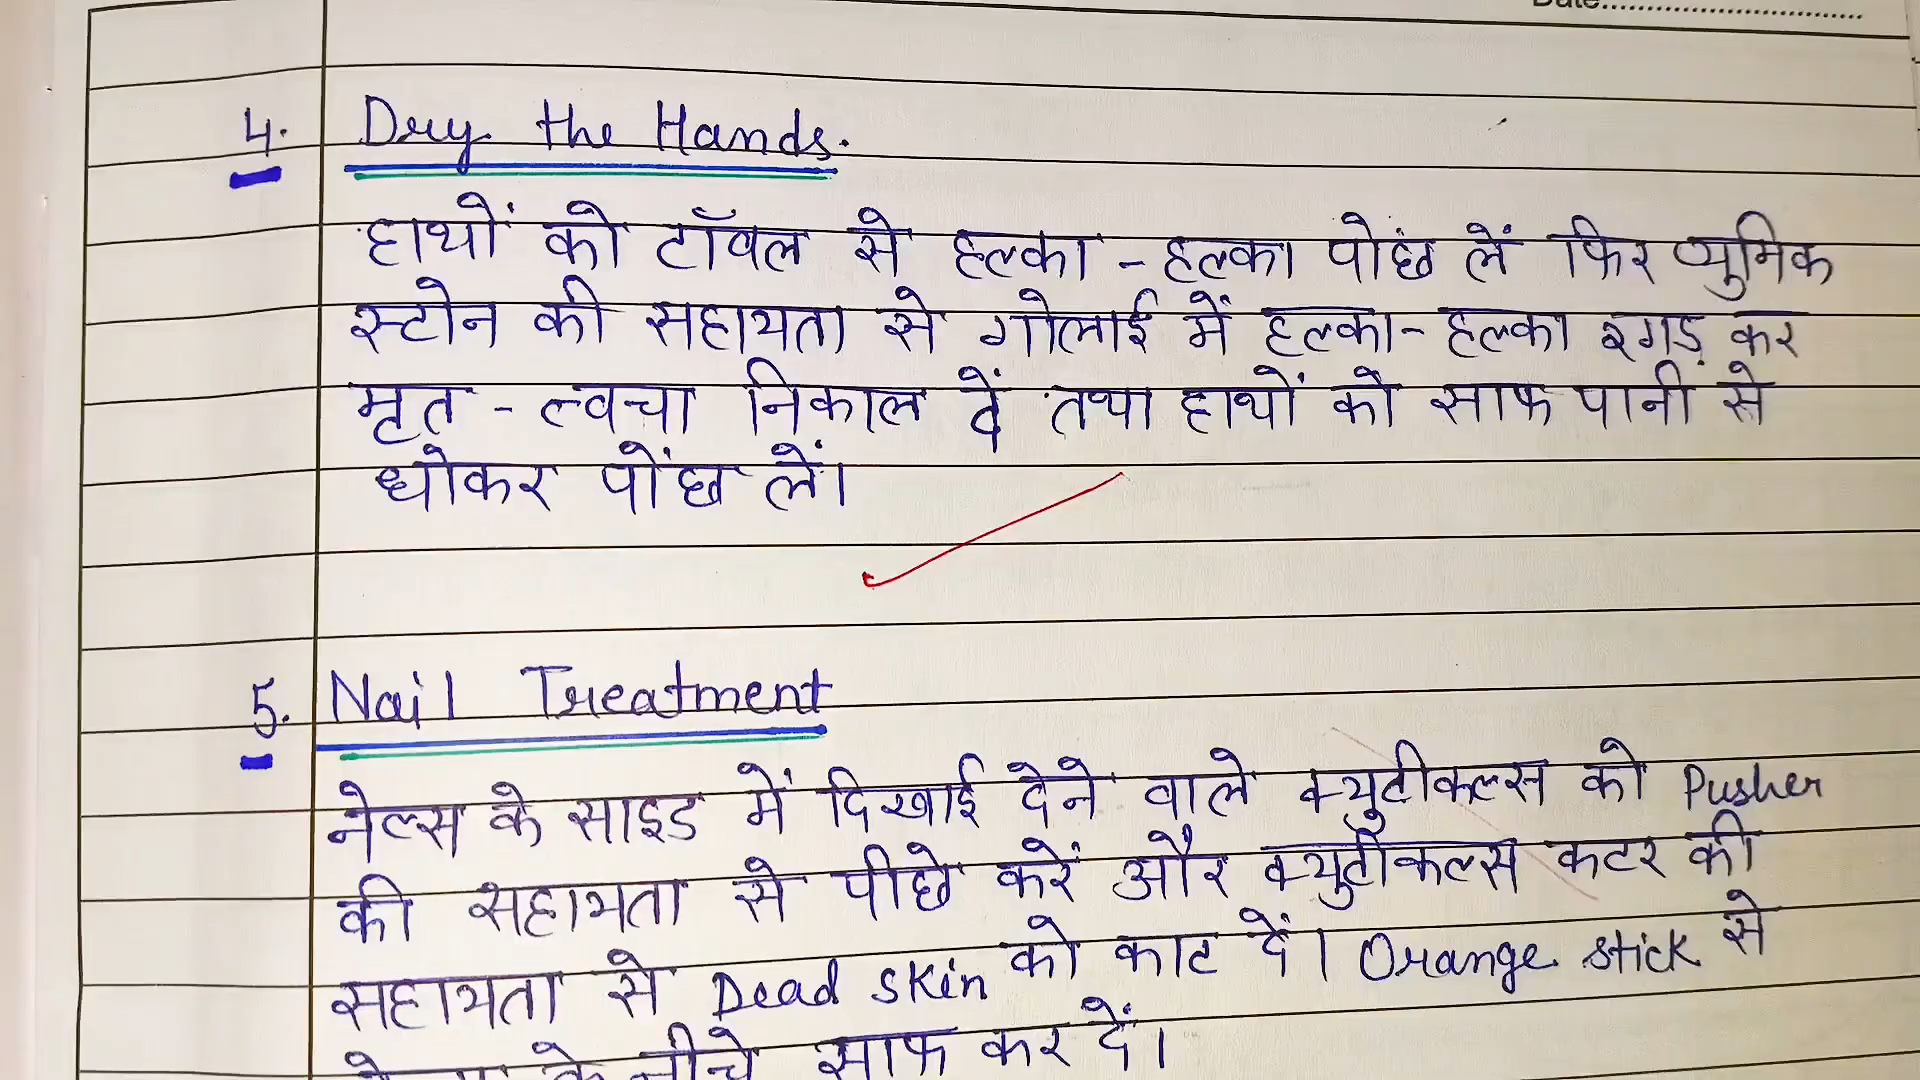 Date
4. Dry the Hands.
हाथों को टॉवल से हल्का - हल्का पोंछ लें फिर प्युमिक
स्टोन की सहायता से गोलाई में हल्का - हल्का रगड़ कर
मृत - त्वचा निकाल दें तथा हाथों को साफ पानी से
धोकर पोंछ लें।
5. Nail Treatment
नेल्स के साइड में दिखाई देने वाले क्युटीकल्स को Pusher
की सहायता से पीछे करें और क्युटीकल्स कटर की
सहायता से Dead skin को काट दें। Orange stick से
के नीचे साफ कर दें।